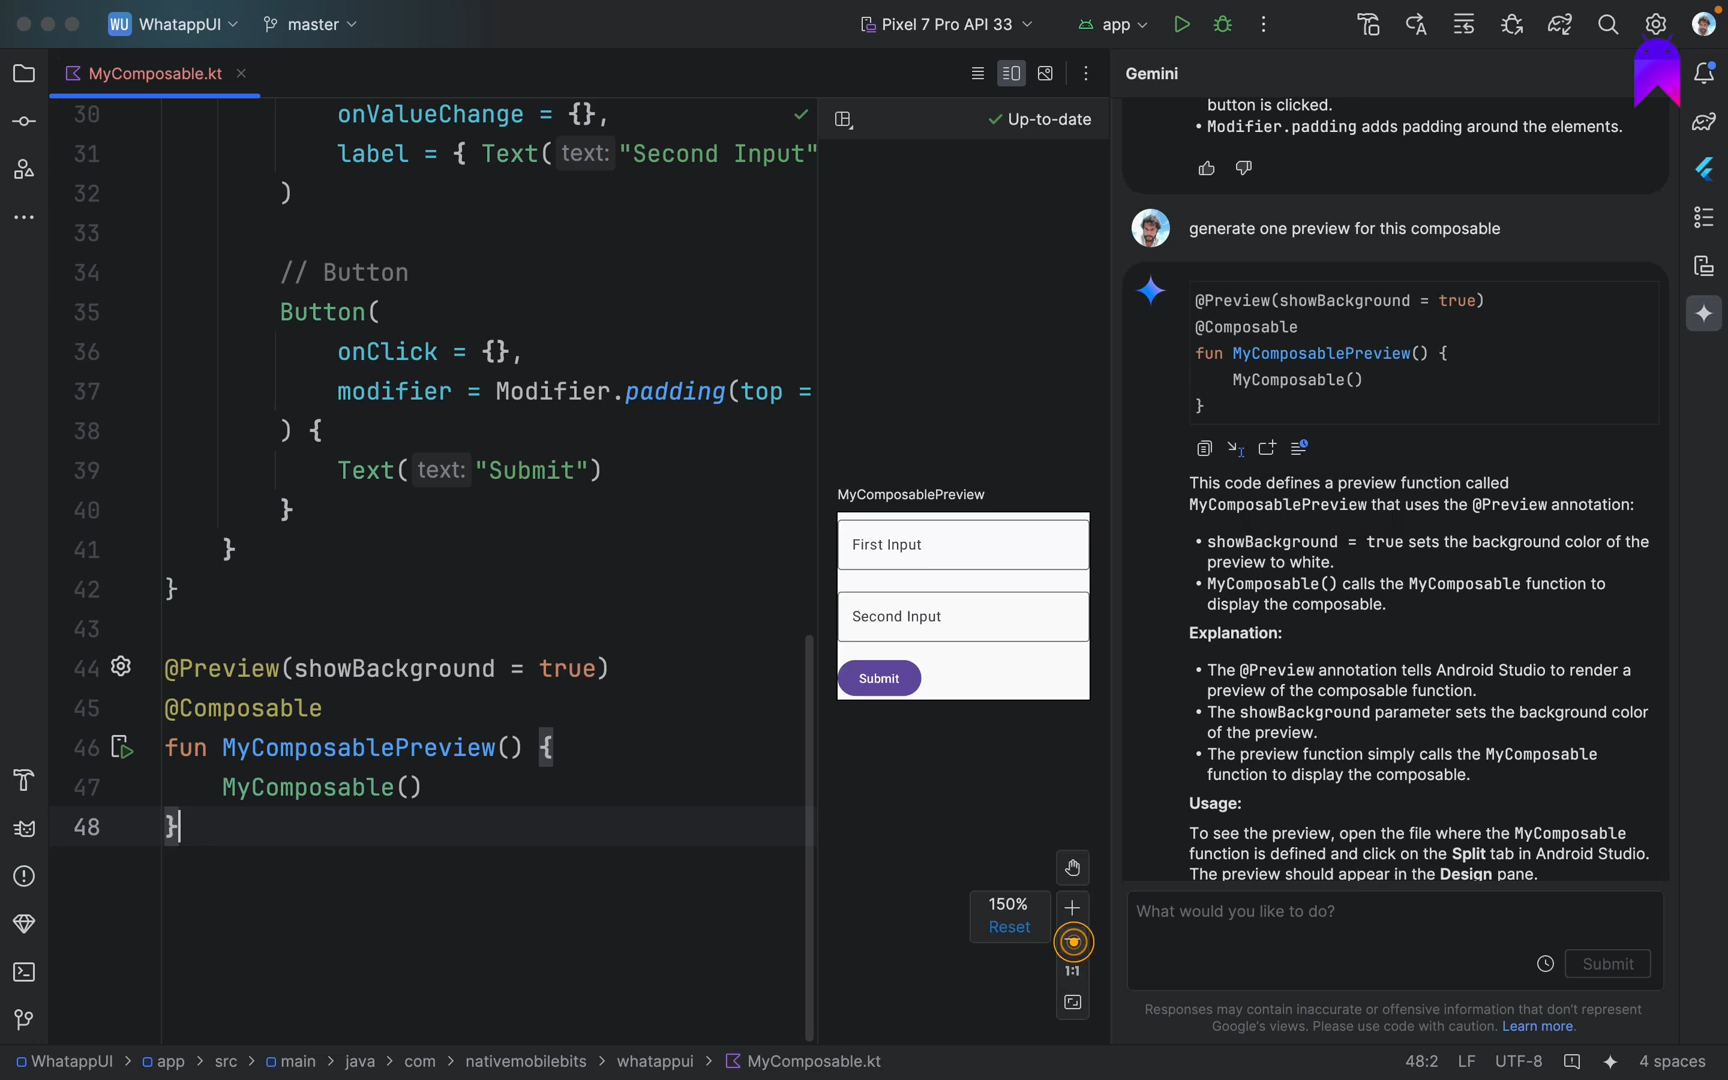 WU WhatappUI master Pixel 7 Pro API 33 app
MyComposable.kt
30 onValueChange = {},
31 label = { Text( text: "Second Input"
32 )
33
34 // Button
35 Button(
36 onClick = {},
37 modifier = Modifier.padding(top =
38 ) {
39 Text( text: "Submit")
40 }
41 }
42 }
43
44 @Preview(showBackground = true)
45 @Composable
46 fun MyComposablePreview() {
47 MyComposable()
48 }
Up-to-date
MyComposablePreview
First Input
Second Input
Submit
150%
Reset
1:1
Gemini
button is clicked.
• Modifier.padding adds padding around the elements.
generate one preview for this composable
@Preview(showBackground = true)
@Composable
fun MyComposablePreview() {
MyComposable()
}
This code defines a preview function called
MyComposablePreview that uses the @Preview annotation:
• showBackground = true sets the background color of the
preview to white.
• MyComposable() calls the MyComposable function to
display the composable.
Explanation:
• The @Preview annotation tells Android Studio to render a
preview of the composable function.
• The showBackground parameter sets the background color
of the preview.
• The preview function simply calls the MyComposable
function to display the composable.
Usage:
To see the preview, open the file where the MyComposable
function is defined and click on the Split tab in Android Studio.
The preview should appear in the Design pane.
What would you like to do?
Submit
Responses may contain inaccurate or offensive information that don't represent
Google's views. Please use code with caution. Learn more.
WhatappUI > app > src > main > java > com > nativemobilebits > whatappui > MyComposable.kt
48:2 LF UTF-8 4 spaces